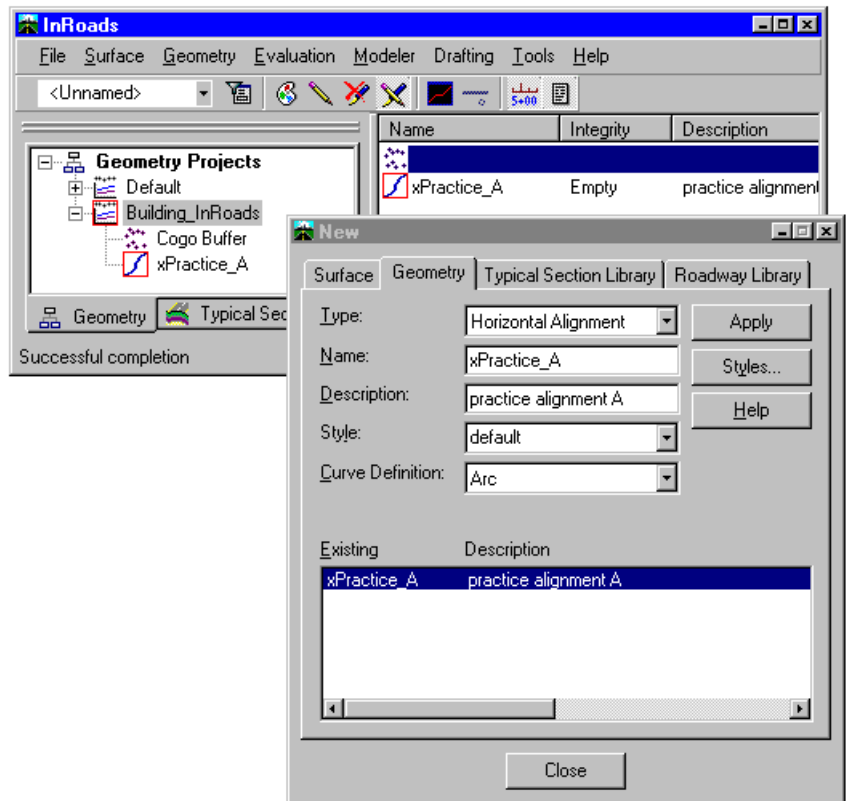 InRoads
File Surface Geometry Evaluation Modeler Drafting Tools Help
<Unnamed>
5+00
Name Integrity Description
Geometry Projects
Default
xPractice_A Empty practice alignment
Building_InRoads
Cogo Buffer
xPractice_A
Geometry Typical Sec
Successful completion
New
Surface Geometry Typical Section Library Roadway Library
Type: Horizontal Alignment Apply
Name: xPractice_A Styles...
Description: practice alignment A Help
Style: default
Curve Definition: Arc
Existing Description
xPractice_A practice alignment A
Close